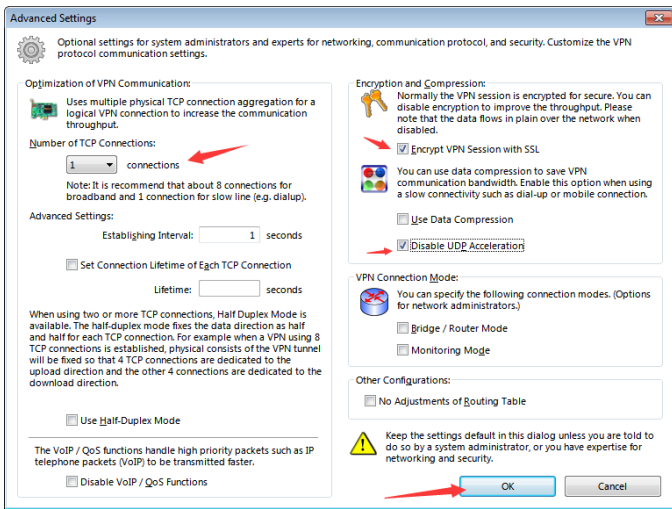 Advanced Settings
Optional settings for system administrators and experts for networking, communication protocol, and security. Customize the VPN
protocol communication settings.
Optimization of VPN Communication:
Uses multiple physical TCP connection aggregation for a
logical VPN connection to increase the communication
throughput.
Number of TCP Connections:
1 connections
Note: It is recommend that about 8 connections for
broadband and 1 connection for slow line (e.g. dialup).
Advanced Settings:
Establishing Interval: 1 seconds
Set Connection Lifetime of Each TCP Connection
Lifetime: seconds
When using two or more TCP connections, Half Duplex Mode is
available. The half-duplex mode fixes the data direction as half
and half for each TCP connection. For example when a VPN using 8
TCP connections is established, physical consists of the VPN tunnel
will be fixed so that 4 TCP connections are dedicated to the
upload direction and the other 4 connections are dedicated to the
download direction.
Use Half-Duplex Mode
The VoIP / QoS functions handle high priority packets such as IP
telephone packets (VoIP) to be transmitted faster.
Disable VoIP / QoS Functions
Encryption and Compression:
Normally the VPN session is encrypted for secure. You can
disable encryption to improve the throughput. Please
note that the data flows in plain over the network when
disabled.
Encrypt VPN Session with SSL
You can use data compression to save VPN
communication bandwidth. Enable this option when using
a slow connectivity such as dial-up or mobile connection.
Use Data Compression
Disable UDP Acceleration
VPN Connection Mode:
You can specify the following connection modes. (Options
for network administrators.)
Bridge / Router Mode
Monitoring Mode
Other Configurations:
No Adjustments of Routing Table
Keep the settings default in this dialog unless you are told to
do so by a system administrator, or you have expertise for
networking and security.
OK
Cancel